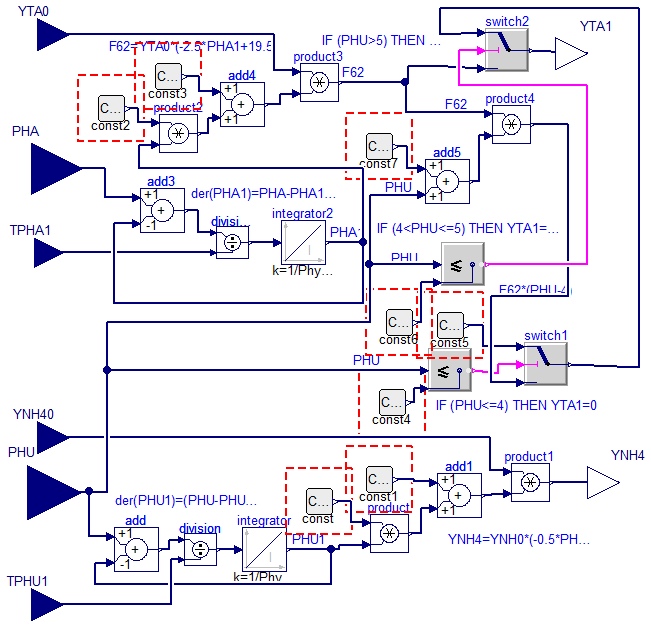 YTA0
F62=YTA0*(-2.5*PHA1+19.5
IF (PHU>5) THEN ...
switch2
YTA1
product3
C...
const3
add4
+1
+
+1
F62
C...
const2
product2
F62
product4
PHA
C...
const7
add5
+1
+
+1
PHU
add3
+1
+
-1
der(PHA1)=PHA-PHA1...
divisi...
integrator2
PHA1
k=1/Phy...
TPHA1
IF (4<PHU<=5) THEN YTA1=...
PHU
≤
F62*(PHU-4)
C...
const6
C...
const5
switch1
PHU
≤
C...
const4
IF (PHU<=4) THEN YTA1=0
YNH40
PHU
C...
const1
add1
+1
+
+1
product1
YNH4
der(PHU1)=(PHU-PHU...
C...
const
product
add
+1
+
-1
division
integrator
PHU1
k=1/Phy
YNH4=YNH0*(-0.5*PH...
TPHU1